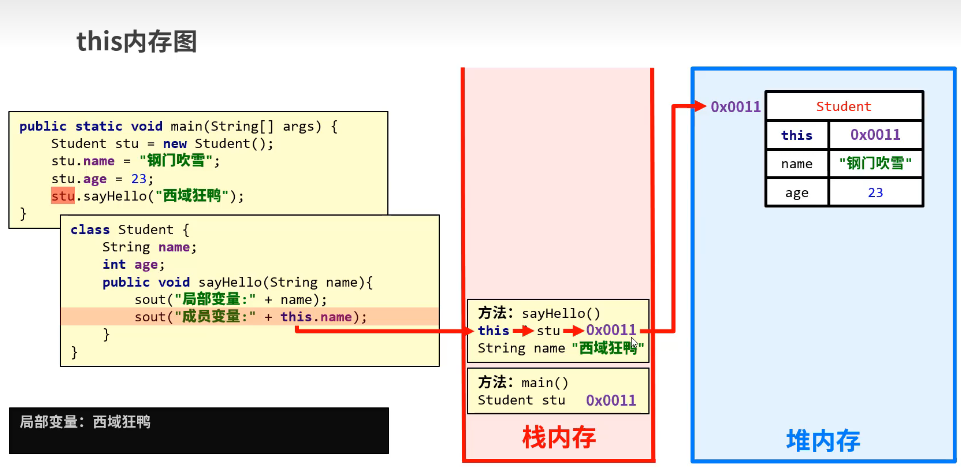 this内存图
public static void main(String[] args) {
Student stu = new Student();
stu.name = "钢门吹雪";
stu.age = 23;
stu.sayHello("西域狂鸭");
}
class Student {
String name;
int age;
public void sayHello(String name){
sout("局部变量:" + name);
sout("成员变量:" + this.name);
}
}
局部变量: 西域狂鸭
方法: sayHello()
this stu 0x0011
String name "西域狂鸭"
方法: main()
Student stu 0x0011
栈内存
0x0011 Student
this 0x0011
name "钢门吹雪"
age 23
堆内存